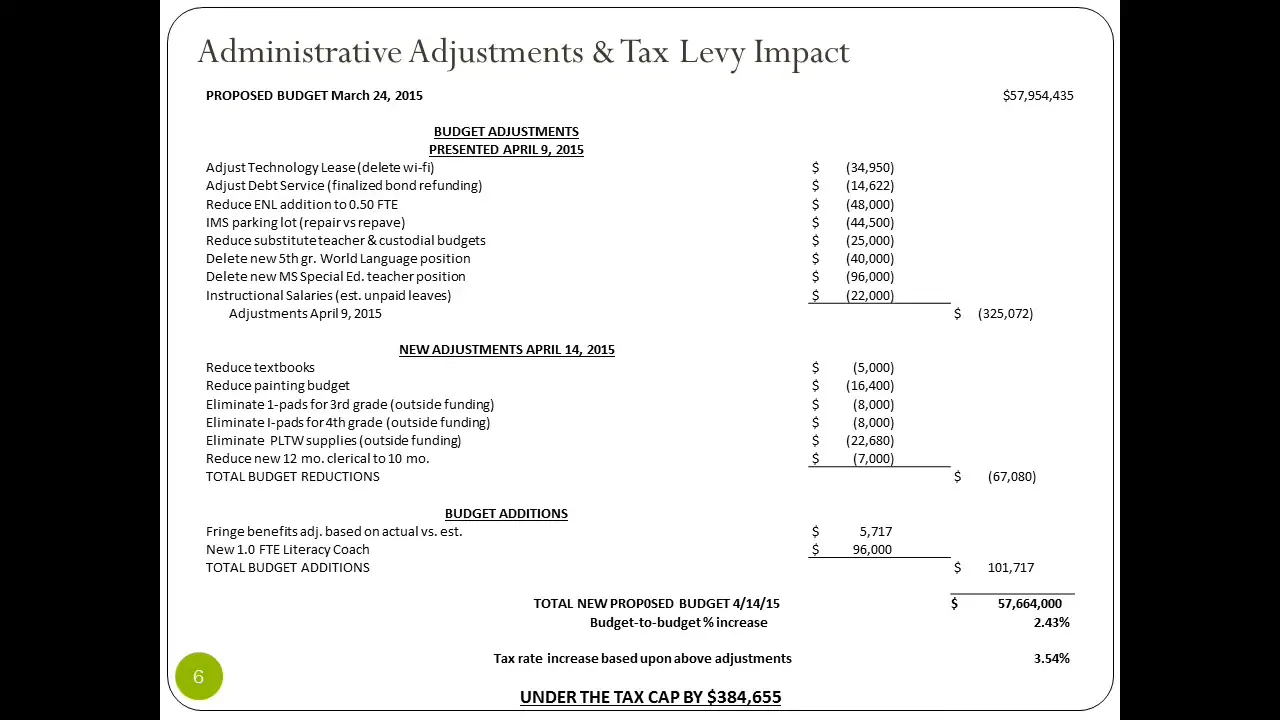 Administrative Adjustments & Tax Levy Impact
PROPOSED BUDGET March 24, 2015 $57,954,435
BUDGET ADJUSTMENTS
PRESENTED APRIL 9, 2015
Adjust Technology Lease (delete wi-fi) $ (34,950)
Adjust Debt Service (finalized bond refunding) $ (14,622)
Reduce ENL addition to 0.50 FTE $ (48,000)
IMS parking lot (repair vs repave) $ (44,500)
Reduce substitute teacher & custodial budgets $ (25,000)
Delete new 5th gr. World Language position $ (40,000)
Delete new MS Special Ed. teacher position $ (96,000)
Instructional Salaries (est. unpaid leaves) $ (22,000)
Adjustments April 9, 2015 $ (325,072)
NEW ADJUSTMENTS APRIL 14, 2015
Reduce textbooks $ (5,000)
Reduce painting budget $ (16,400)
Eliminate 1-pads for 3rd grade (outside funding) $ (8,000)
Eliminate I-pads for 4th grade (outside funding) $ (8,000)
Eliminate PLTW supplies (outside funding) $ (22,680)
Reduce new 12 mo. clerical to 10 mo. $ (7,000)
TOTAL BUDGET REDUCTIONS $ (67,080)
BUDGET ADDITIONS
Fringe benefits adj. based on actual vs. est. $ 5,717
New 1.0 FTE Literacy Coach $ 96,000
TOTAL BUDGET ADDITIONS $ 101,717
TOTAL NEW PROP0SED BUDGET 4/14/15 $ 57,664,000
Budget-to-budget % increase 2.43%
Tax rate increase based upon above adjustments 3.54%
6
UNDER THE TAX CAP BY $384,655